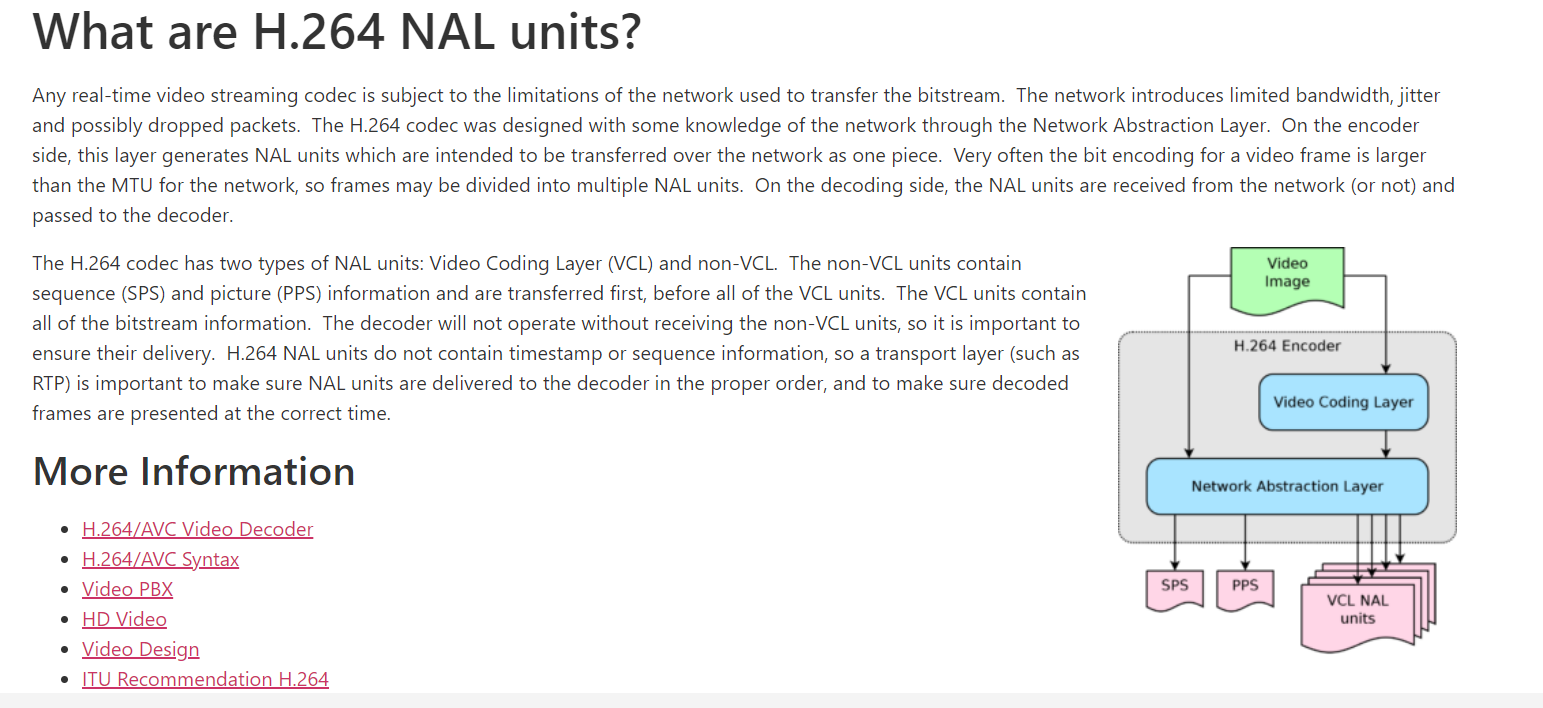 What are H.264 NAL units?
Any real-time video streaming codec is subject to the limitations of the network used to transfer the bitstream.  The network introduces limited bandwidth, jitter
and possibly dropped packets.  The H.264 codec was designed with some knowledge of the network through the Network Abstraction Layer.  On the encoder
side, this layer generates NAL units which are intended to be transferred over the network as one piece.  Very often the bit encoding for a video frame is larger
than the MTU for the network, so frames may be divided into multiple NAL units.  On the decoding side, the NAL units are received from the network (or not) and
passed to the decoder.
The H.264 codec has two types of NAL units: Video Coding Layer (VCL) and non-VCL.  The non-VCL units contain
sequence (SPS) and picture (PPS) information and are transferred first, before all of the VCL units.  The VCL units contain
all of the bitstream information.  The decoder will not operate without receiving the non-VCL units, so it is important to
ensure their delivery.  H.264 NAL units do not contain timestamp or sequence information, so a transport layer (such as
RTP) is important to make sure NAL units are delivered to the decoder in the proper order, and to make sure decoded
frames are presented at the correct time.
Video
Image
H.264 Encoder
Video Coding Layer
Network Abstraction Layer
SPS
PPS
VCL NAL
units
More Information
H.264/AVC Video Decoder
H.264/AVC Syntax
Video PBX
HD Video
Video Design
ITU Recommendation H.264